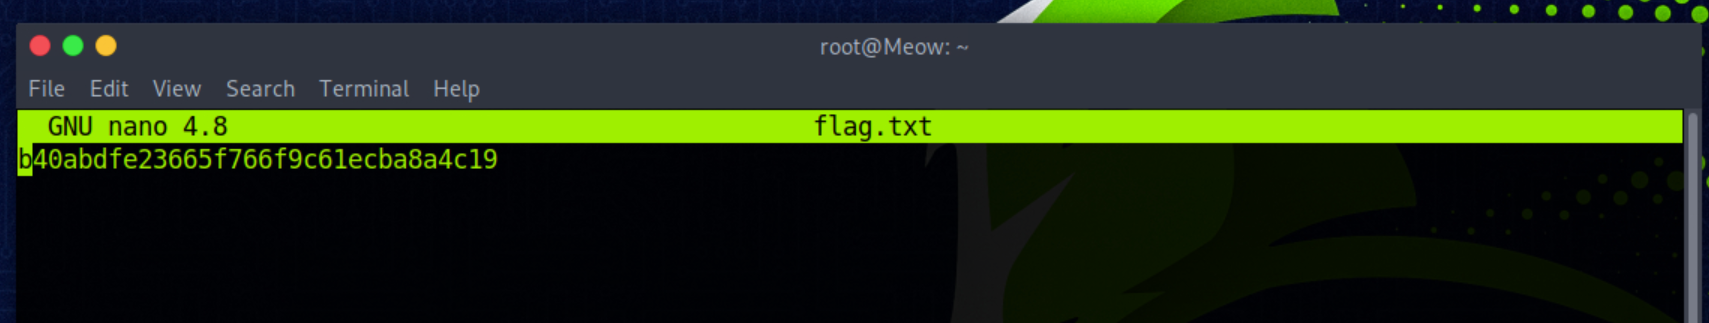 root@Meow: ~
File Edit View Search Terminal Help
GNU nano 4.8 flag.txt
b40abdfe23665f766f9c61ecba8a4c19